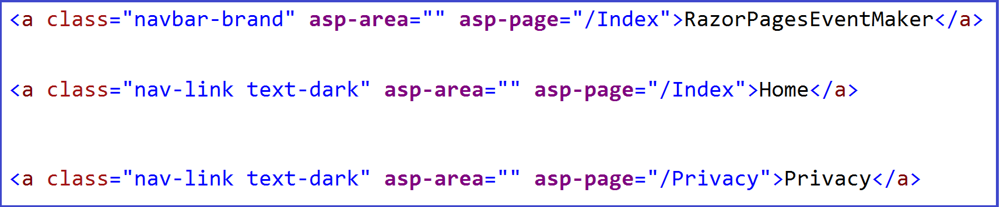 <a class="navbar-brand" asp-area="" asp-page="/Index">RazorPagesEventMaker</a>
<a class="nav-link text-dark" asp-area="" asp-page="/Index">Home</a>
<a class="nav-link text-dark" asp-area="" asp-page="/Privacy">Privacy</a>